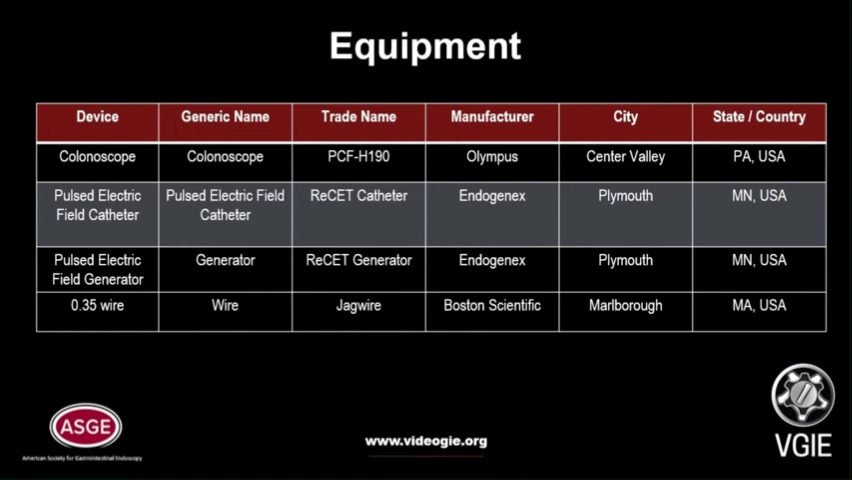 Equipment
Device Generic Name Trade Name Manufacturer City State / Country
Colonoscope Colonoscope PCF-H190 Olympus Center Valley PA, USA
Pulsed Electric Field Catheter Pulsed Electric Field Catheter ReCET Catheter Endogenex Plymouth MN, USA
Pulsed Electric Field Generator Generator ReCET Generator Endogenex Plymouth MN, USA
0.35 wire Wire Jagwire Boston Scientific Marlborough MA, USA
ASGE
American Society for Gastrointestinal Endoscopy
www.videogie.org
VGIE